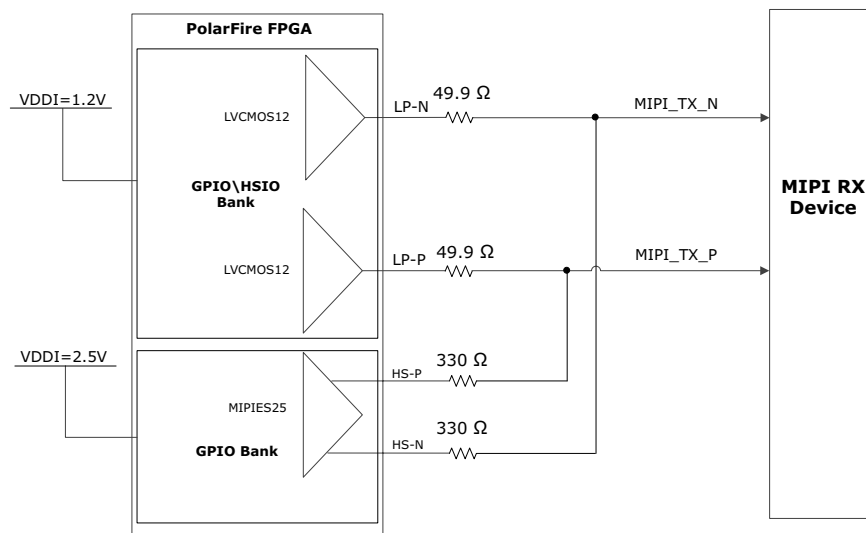 PolarFire FPGA
VDDI=1.2V
LVCMOS12
LP-N
49.9 Ω
MIPI_TX_N
GPIO\HSIO
Bank
MIPI RX
Device
LVCMOS12
LP-P
49.9 Ω
MIPI_TX_P
VDDI=2.5V
HS-P
330 Ω
MIPIES25
GPIO Bank
HS-N
330 Ω